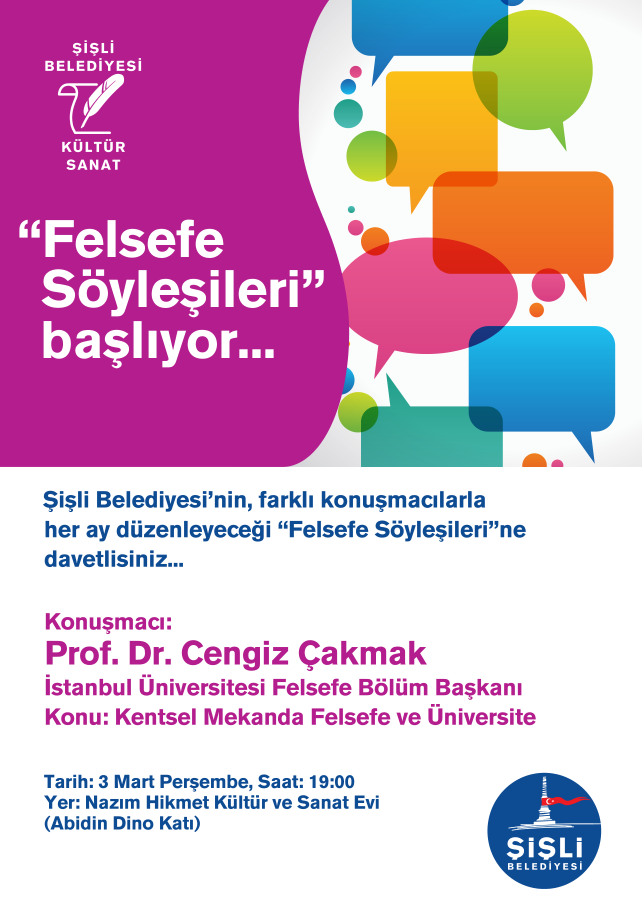 ŞİŞLİ
BELEDİYESİ
KÜLTÜR
SANAT
“Felsefe
Söyleşileri”
başlıyor...
Şişli Belediyesi’nin, farklı konuşmacılarla
her ay düzenleyeceği “Felsefe Söyleşileri”ne
davetlisiniz...
Konuşmacı:
Prof. Dr. Cengiz Çakmak
İstanbul Üniversitesi Felsefe Bölüm Başkanı
Konu: Kentsel Mekanda Felsefe ve Üniversite
Tarih: 3 Mart Perşembe, Saat: 19:00
Yer: Nazım Hikmet Kültür ve Sanat Evi
(Abidin Dino Katı)
ŞİŞLİ
BELEDİYESİ